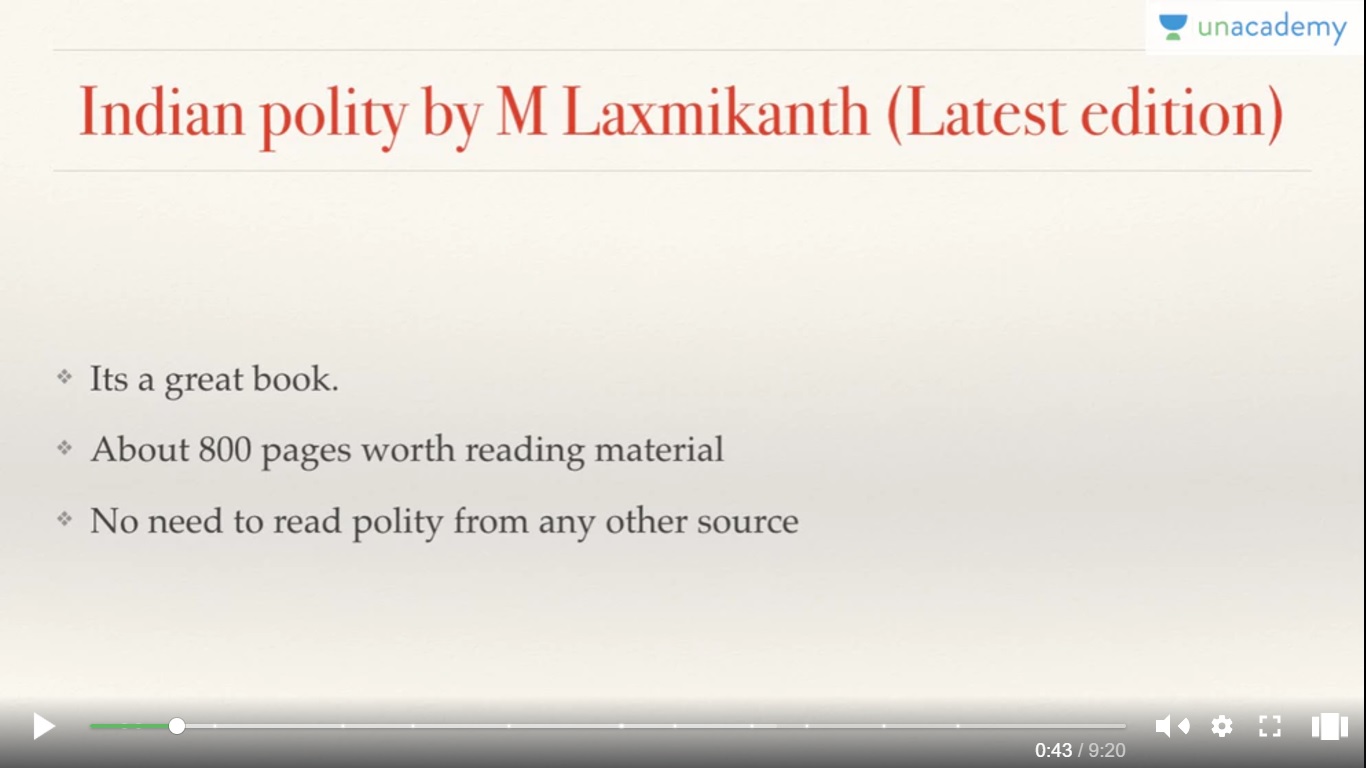 unacademy
Indian polity by M Laxmikanth (Latest edition)
Its a great book.
About 800 pages worth reading material
No need to read polity from any other source
0:43 / 9:20